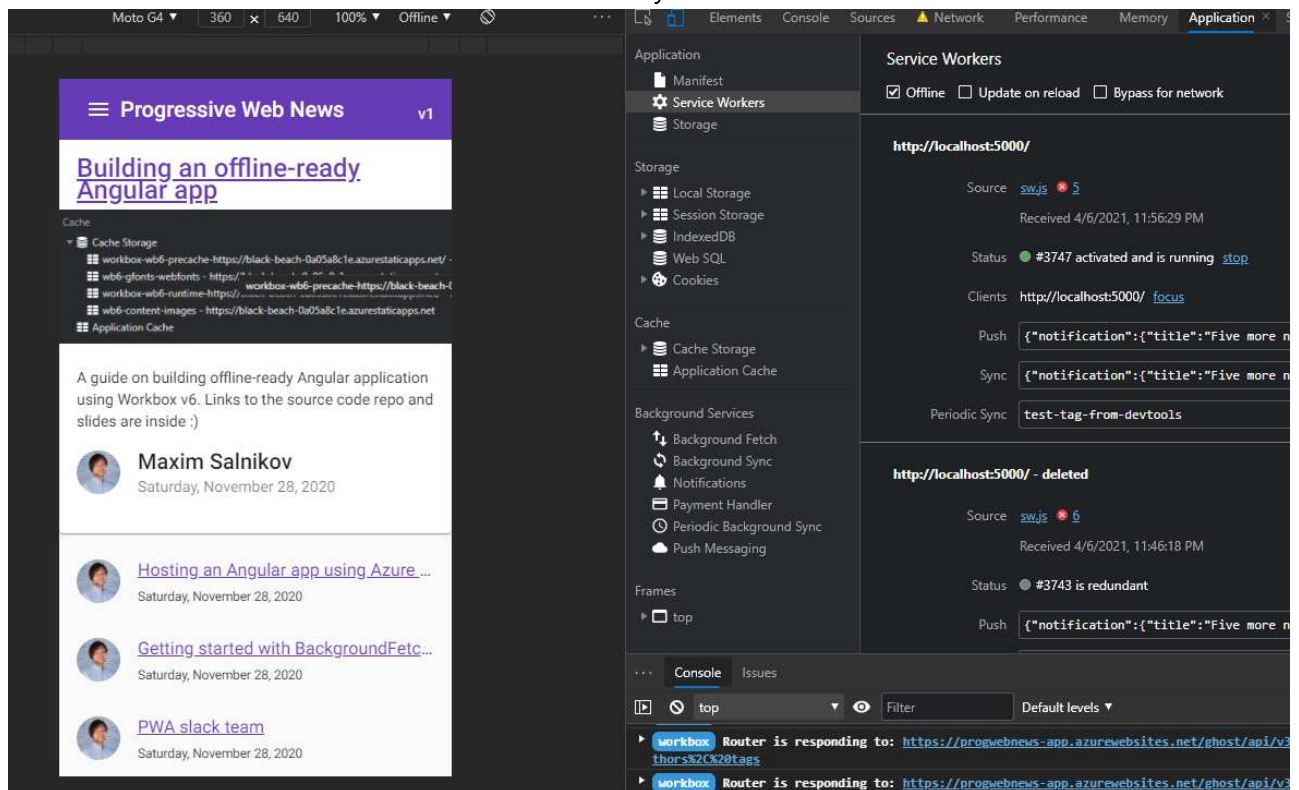 Moto G4 ▼ 360 × 640 100% ▼ Offline ▼ ···
Progressive Web News v1
Building an offline-ready
Angular app
Cache
Cache Storage
workbox-wb6-precache-https://black-beach-0a05a8c1e.azurestaticapps.net/ -
wb6-gfonts-webfonts - https:/
workbox-wb6-precache-https://black-beach-0
workbox-wb6-runtime-https:/
wb6-content-images - https://black-beach-0a05a8c1e.azurestaticapps.net
Application Cache
A guide on building offline-ready Angular application
using Workbox v6. Links to the source code repo and
slides are inside :)
Maxim Salnikov
Saturday, November 28, 2020
Hosting an Angular app using Azure ...
Saturday, November 28, 2020
Getting started with BackgroundFetc...
Saturday, November 28, 2020
PWA slack team
Saturday, November 28, 2020
Elements Console Sources Network Performance Memory Application × S
Application
Manifest
Service Workers
Storage
Storage
Local Storage
Session Storage
IndexedDB
Web SQL
Cookies
Cache
Cache Storage
Application Cache
Background Services
Background Fetch
Background Sync
Notifications
Payment Handler
Periodic Background Sync
Push Messaging
Frames
top
Service Workers
Offline Update on reload Bypass for network
http://localhost:5000/
Source sw.js 5
Received 4/6/2021, 11:56:29 PM
Status #3747 activated and is running stop
Clients http://localhost:5000/ focus
Push {"notification":{"title":"Five more n
Sync {"notification":{"title":"Five more n
Periodic Sync test-tag-from-devtools
http://localhost:5000/ - deleted
Source sw.js 6
Received 4/6/2021, 11:46:18 PM
Status #3743 is redundant
Push {"notification":{"title":"Five more n
··· Console Issues
top ▼ Filter Default levels ▼
workbox Router is responding to: https://progwebnews-app.azurewebsites.net/ghost/api/v3
thors%2C%20tags
workbox Router is responding to: https://progwebnews-app.azurewebsites.net/ghost/api/v3